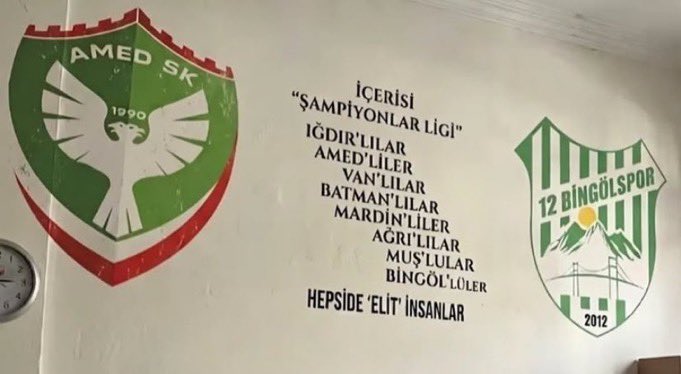 AMED SK
1990
İÇERİSİ
"ŞAMPİYONLAR LİGİ"
IĞDIR'LILAR
AMED'LİLER
VAN'LILAR
BATMAN'LILAR
MARDİN'LİLER
AĞRI'LILAR
MUŞ'LULAR
BİNGÖL'LÜLER
HEPSİDE 'ELİT' İNSANLAR
12 BİNGÖLSPOR
2012